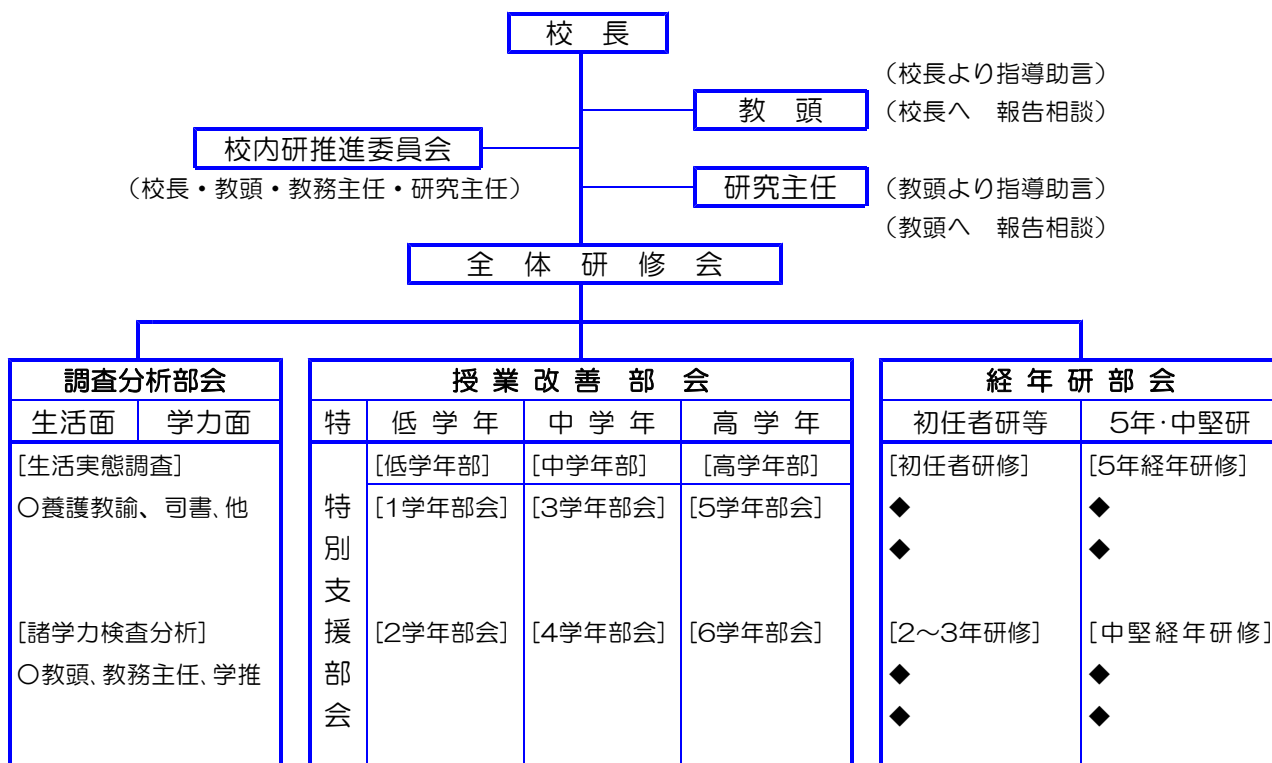 校　長
（校長より指導助言）
教　頭
（校長へ　報告相談）
校内研推進委員会
（校長・教頭・教務主任・研究主任）
研究主任
（教頭より指導助言）
（教頭へ　報告相談）
全　体　研　修　会
調査分析部会
生活面　学力面
[生活実態調査]
〇養護教諭、司書、他
[諸学力検査分析]
〇教頭、教務主任、学推
授 業 改 善 部 会
特　低 学 年　中 学 年　高 学 年
特別支援部会
[低学年部]　[中学年部]　[高学年部]
[1学年部会]　[3学年部会]　[5学年部会]
[2学年部会]　[4学年部会]　[6学年部会]
経 年 研 部 会
初任者研等　5年･中堅研
[初任者研修]　[5年経年研修]
◆　◆
◆　◆
[2～3年研修]　[中堅経年研修]
◆　◆
◆　◆